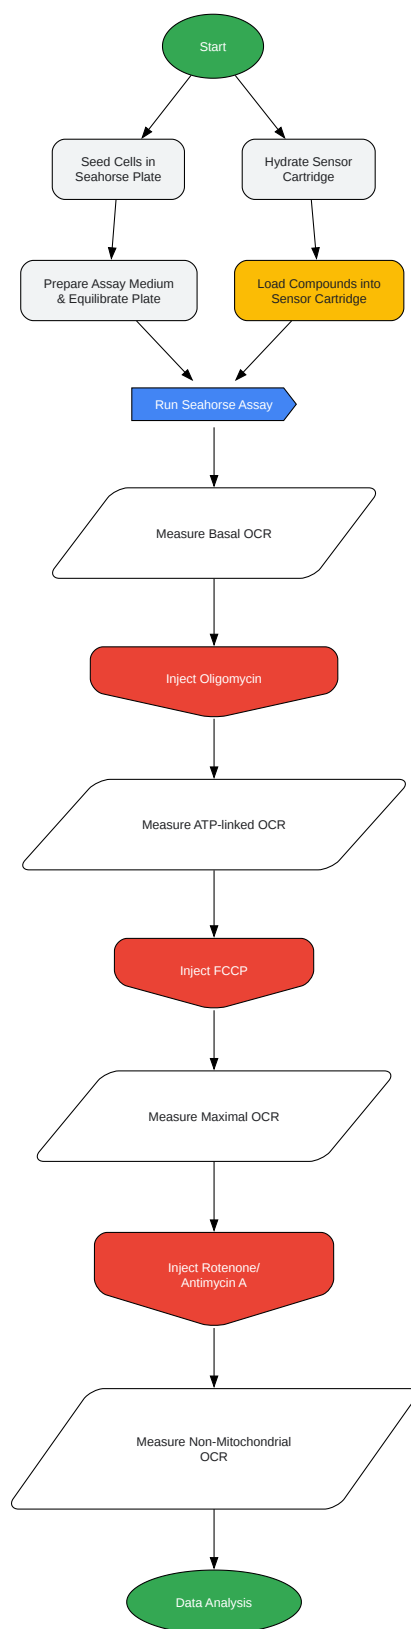 Start
Seed Cells in
Seahorse Plate
Hydrate Sensor
Cartridge
Prepare Assay Medium
& Equilibrate Plate
Load Compounds into
Sensor Cartridge
Run Seahorse Assay
Measure Basal OCR
Inject Oligomycin
Measure ATP-linked OCR
Inject FCCP
Measure Maximal OCR
Inject Rotenone/
Antimycin A
Measure Non-Mitochondrial
OCR
Data Analysis